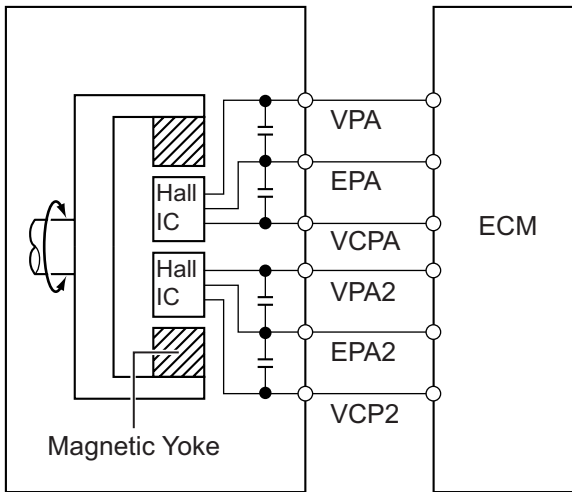 VPA
EPA
Hall
IC
VCPA
ECM
Hall
IC
VPA2
EPA2
VCP2
Magnetic Yoke